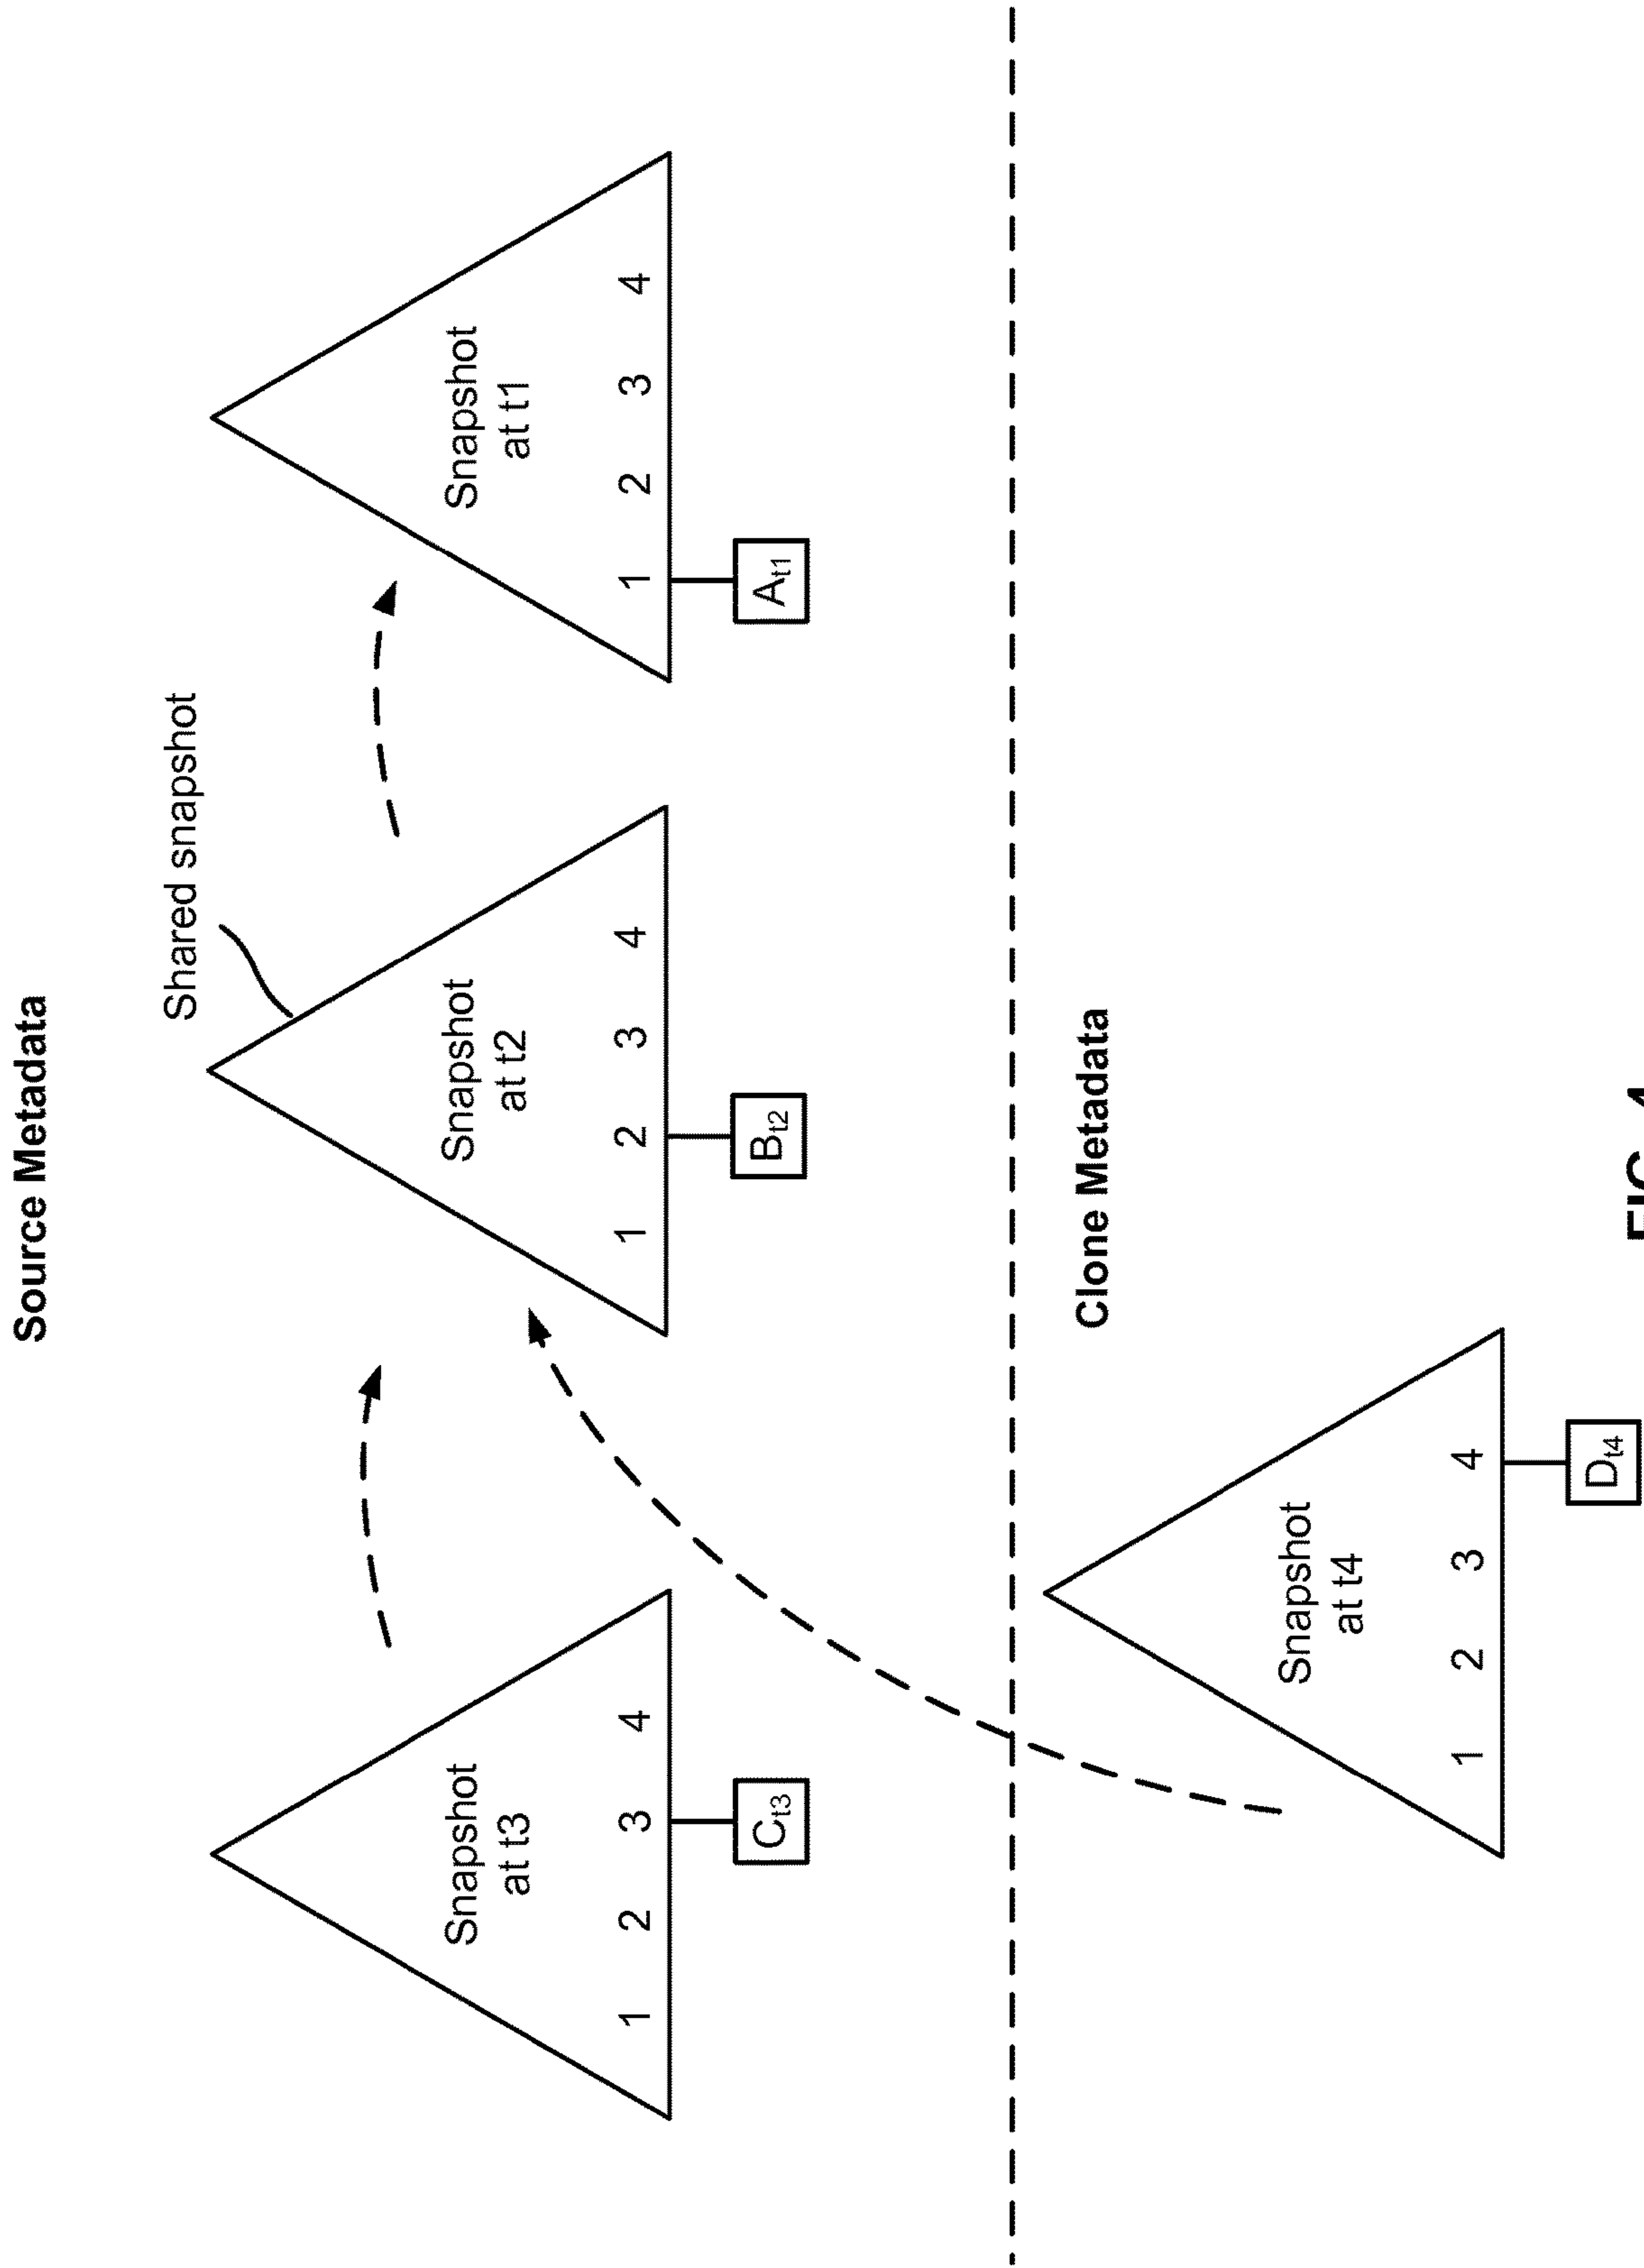 Source Metadata
Shared snapshot
Snapshot
at t3
1 2 3 4
Ct3
Snapshot
at t2
1 2 3 4
Bt2
Snapshot
at t1
1 2 3 4
At1
Clone Metadata
Snapshot
at t4
1 2 3 4
Dt4
FIG. 4